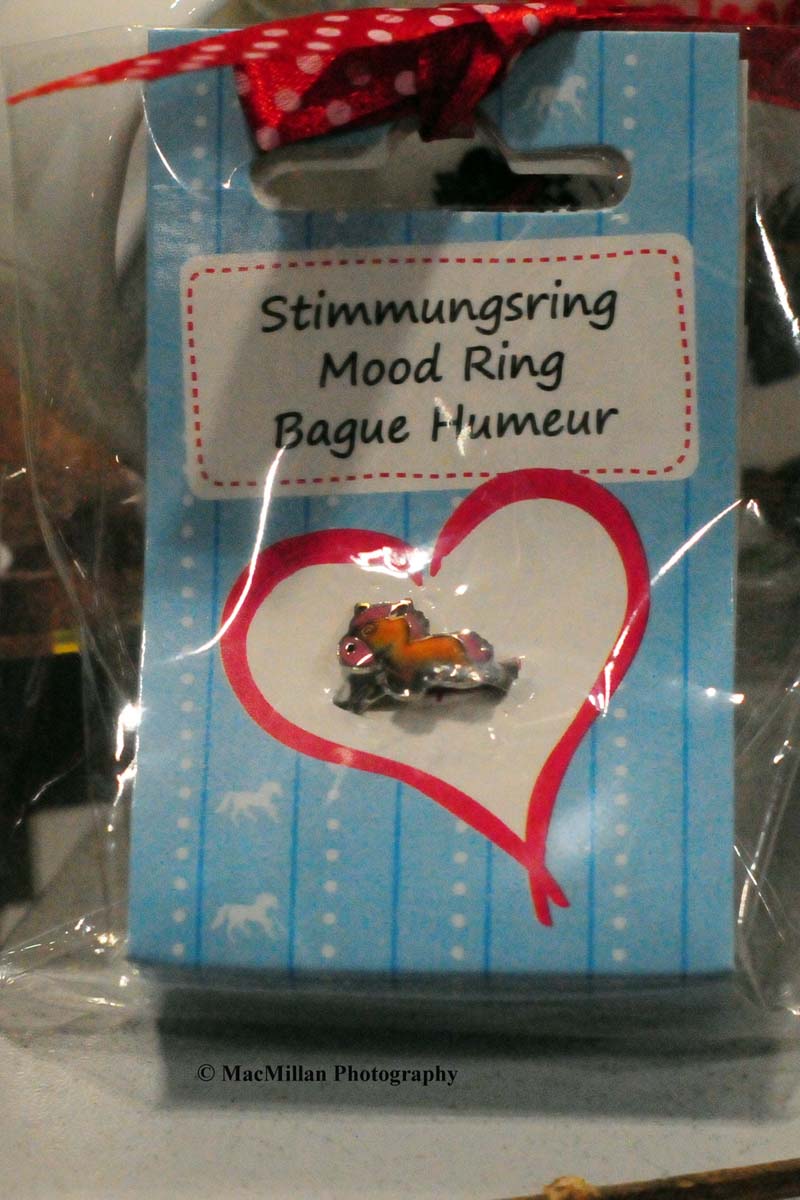 Stimmungsring
Mood Ring
Bague Humeur
© MacMillan Photography